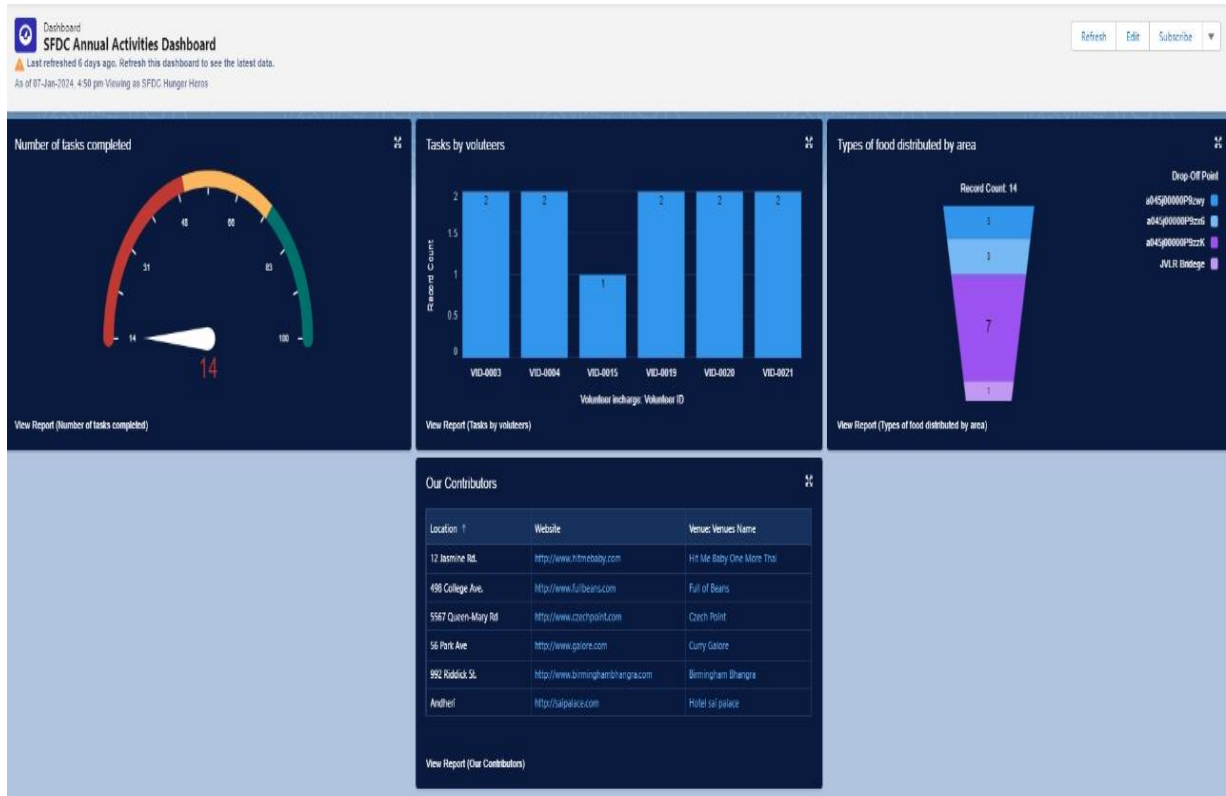 Dashboard
SFDC Annual Activities Dashboard
Last refreshed 6 days ago. Refresh this dashboard to see the latest data.
As of 07-Jan-2024, 4:50 pm Viewing as SFDC Hunger Heros
Refresh Edit Subscribe
Number of tasks completed
48 66
31 83
14 100
14
View Report (Number of tasks completed)
Tasks by voluteers
Record Count
2
1.5
1
0.5
0
2 2 1 2 2 2
VID-0003 VID-0004 VID-0015 VID-0019 VID-0020 VID-0021
Volunteer incharge: Volunteer ID
View Report (Tasks by voluteers)
Types of food distributed by area
Record Count 14
3
3
7
1
Drop-Off Point
a045j00000P9zwy
a045j00000P9zx6
a045j00000P9zzK
JVLR Bridege
View Report (Types of food distributed by area)
Our Contributors
Location ↑ Website Venue: Venues Name
12 Jasmine Rd. http://www.hitmebaby.com Hit Me Baby One More Thai
498 College Ave. http://www.fullbeans.com Full of Beans
5567 Queen-Mary Rd http://www.czechpoint.com Czech Point
56 Park Ave http://www.galore.com Curry Galore
992 Riddick St. http://www.birminghambhangra.com Birmingham Bhangra
Andheri http://saipalace.com Hotel sai palace
View Report (Our Contributors)